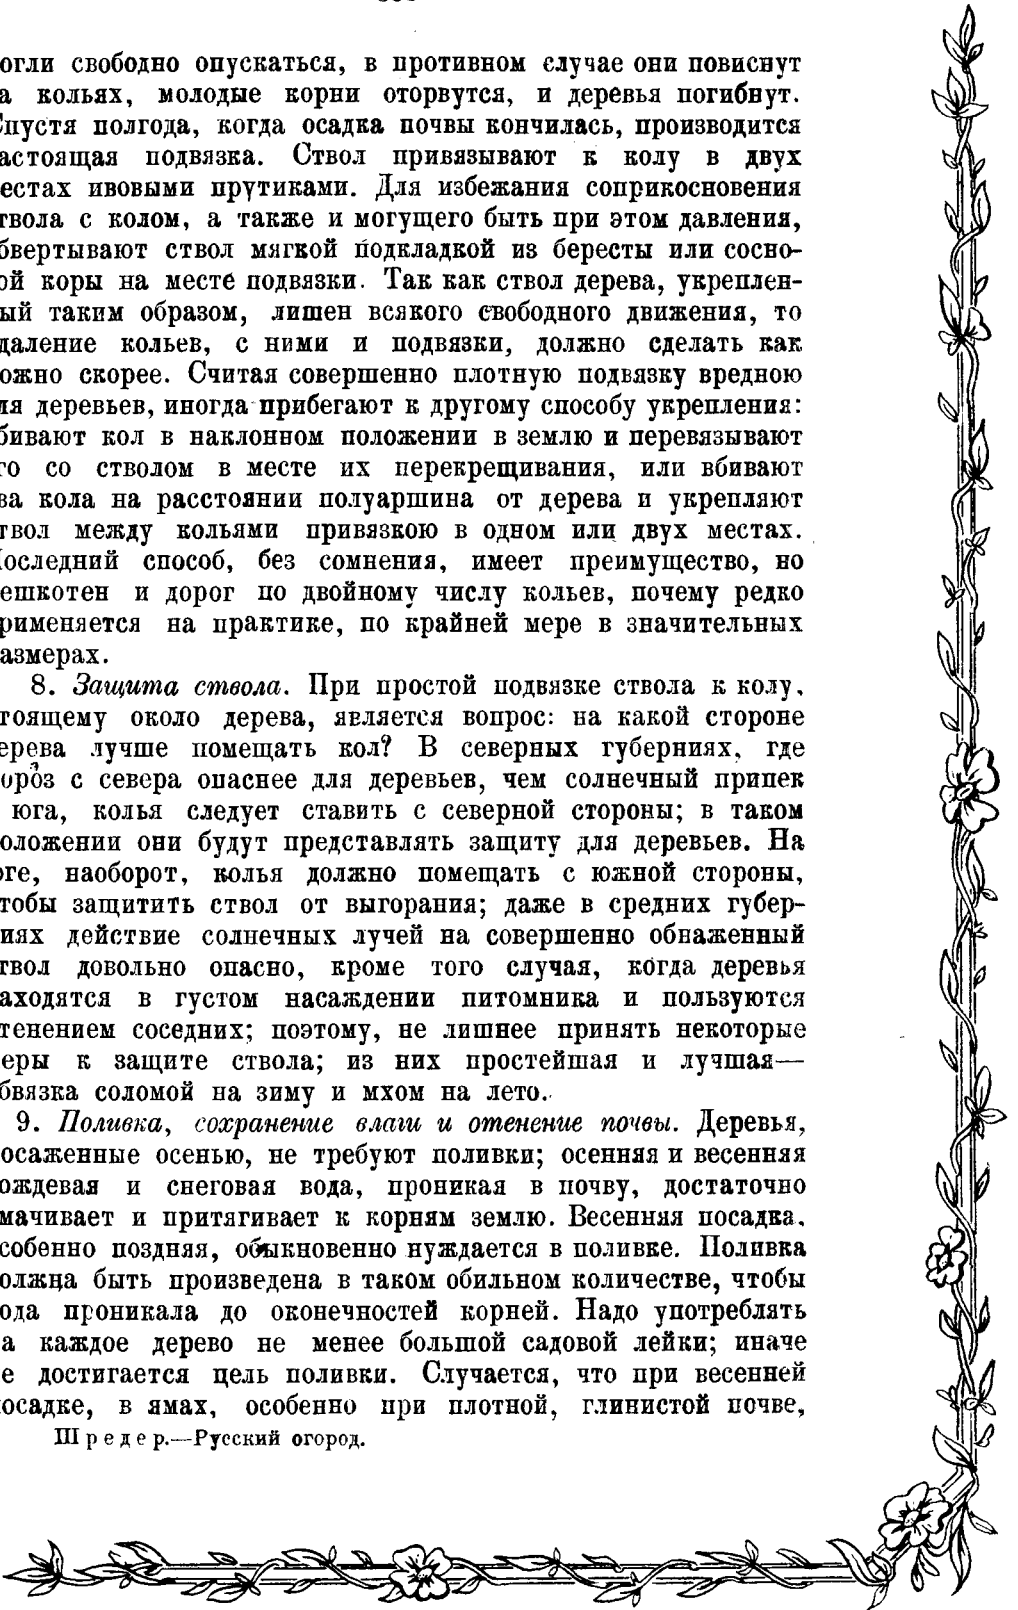 огли свободно опускаться, в противном случае они повиснут
а кольях, молодые корни оторвутся, и деревья погибнут.
пустя полгода, когда осадка почвы кончилась, производится
астоящая подвязка. Ствол привязывают к колу в двух
естах ивовыми прутиками. Для избежания соприкосновения
твола с колом, а также и могущего быть при этом давления,
бвертывают ствол мягкой подкладкой из бересты или сосно-
ой коры на месте подвязки. Так как ствол дерева, укреплен-
ый таким образом, лишен всякого свободного движения, то
даление кольев, с ними и подвязки, должно сделать как
ожно скорее. Считая совершенно плотную подвязку вредною
ля деревьев, иногда прибегают к другому способу укрепления:
бивают кол в наклонном положении в землю и перевязывают
го со стволом в месте их перекрещивания, или вбивают
ва кола на расстоянии полуаршина от дерева и укрепляют
твол между кольями привязкою в одном или двух местах.
оследний способ, без сомнения, имеет преимущество, но
ешкотен и дорог по двойному числу кольев, почему редко
рименяется на практике, по крайней мере в значительных
азмерах.
8. Защита ствола. При простой подвязке ствола к колу,
тоящему около дерева, является вопрос: на какой стороне
ерева лучше помещать кол? В северных губерниях, где
ороз с севера опаснее для деревьев, чем солнечный припек
юга, колья следует ставить с северной стороны; в таком
оложении они будут представлять защиту для деревьев. На
ге, наоборот, колья должно помещать с южной стороны,
тобы защитить ствол от выгорания; даже в средних губер-
иях действие солнечных лучей на совершенно обнаженный
твол довольно опасно, кроме того случая, когда деревья
аходятся в густом насаждении питомника и пользуются
тенением соседних; поэтому, не лишнее принять некоторые
еры к защите ствола; из них простейшая и лучшая—
бвязка соломой на зиму и мхом на лето.
9. Поливка, сохранение влаги и отенение почвы. Деревья,
осаженные осенью, не требуют поливки; осенняя и весенняя
ождевая и снеговая вода, проникая в почву, достаточно
мачивает и притягивает к корням землю. Весенняя посадка,
собенно поздняя, обыкновенно нуждается в поливке. Поливка
олжна быть произведена в таком обильном количестве, чтобы
ода проникала до оконечностей корней. Надо употреблять
а каждое дерево не менее большой садовой лейки; иначе
е достигается цель поливки. Случается, что при весенней
осадке, в ямах, особенно при плотной, глинистой почве,
Шредер.—Русский огород.